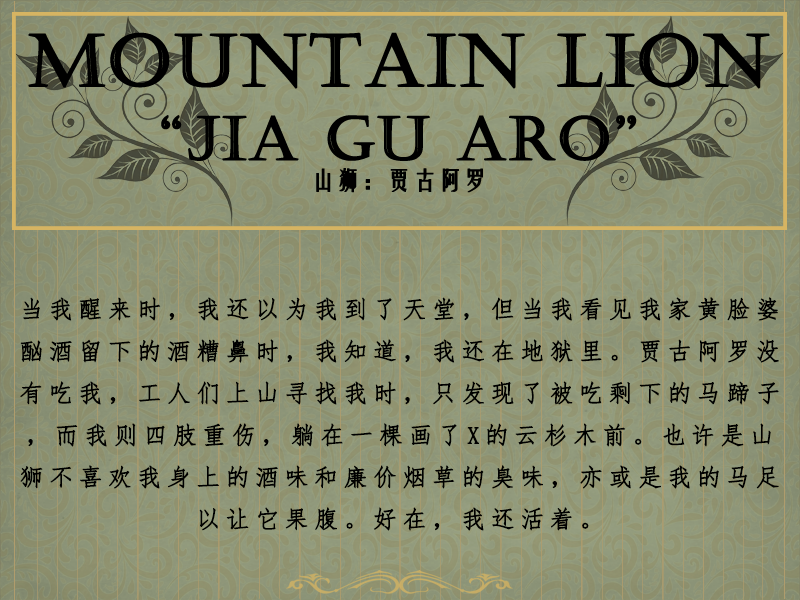 MOUNTAIN LION
“JIA GU ARO”
山狮：贾古阿罗
当我醒来时，我还以为我到了天堂，但当我看见我家黄脸婆
酗酒留下的酒糟鼻时，我知道，我还在地狱里。贾古阿罗没
有吃我，工人们上山寻找我时，只发现了被吃剩下的马蹄子
，而我则四肢重伤，躺在一棵画了X的云杉木前。也许是山
狮不喜欢我身上的酒味和廉价烟草的臭味，亦或是我的马足
以让它果腹。好在，我还活着。